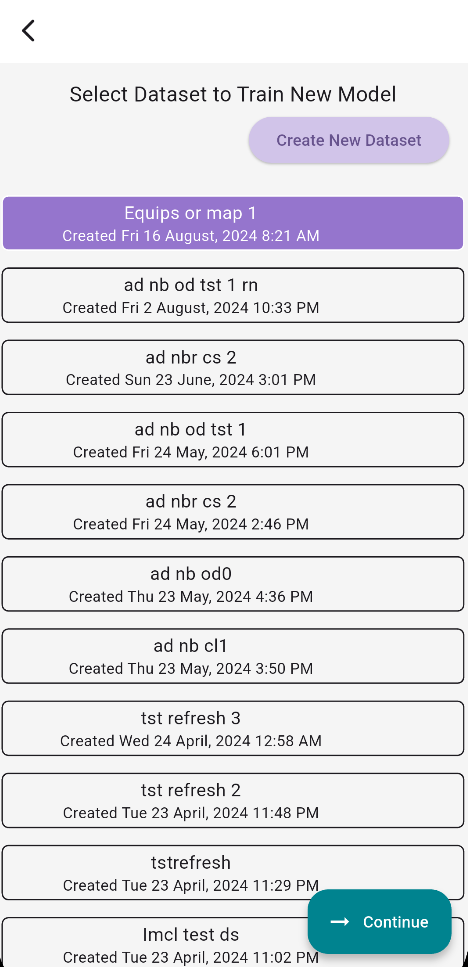 Select Dataset to Train New Model
Create New Dataset
Equips or map 1
Created Fri 16 August, 2024 8:21 AM
ad nb od tst 1 rn
Created Fri 2 August, 2024 10:33 PM
ad nbr cs 2
Created Sun 23 June, 2024 3:01 PM
ad nb od tst 1
Created Fri 24 May, 2024 6:01 PM
ad nbr cs 2
Created Fri 24 May, 2024 2:46 PM
ad nb od0
Created Thu 23 May, 2024 4:36 PM
ad nb cl1
Created Thu 23 May, 2024 3:50 PM
tst refresh 3
Created Wed 24 April, 2024 12:58 AM
tst refresh 2
Created Tue 23 April, 2024 11:48 PM
tstrefresh
Created Tue 23 April, 2024 11:29 PM
Imcl test ds
Created Tue 23 April, 2024 11:02 PM
Continue